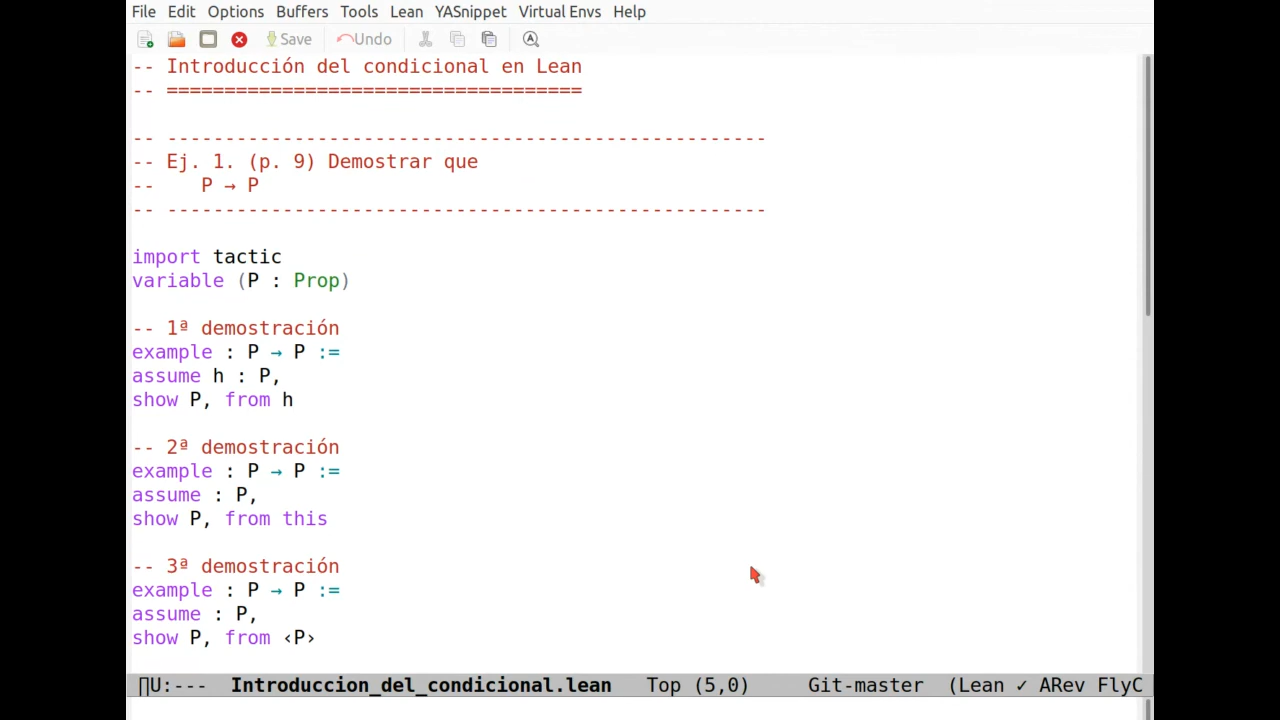 File Edit Options Buffers Tools Lean YASnippet Virtual Envs Help
Save Undo
-- Introducción del condicional en Lean
-- ====================================
-- ----------------------------------------------------
-- Ej. 1. (p. 9) Demostrar que
--    P → P
-- ----------------------------------------------------
import tactic
variable (P : Prop)
-- 1ª demostración
example : P → P :=
assume h : P,
show P, from h
-- 2ª demostración
example : P → P :=
assume : P,
show P, from this
-- 3ª demostración
example : P → P :=
assume : P,
show P, from ‹P›
∏U:---  Introduccion_del_condicional.lean   Top (5,0)     Git-master  (Lean ✓ ARev FlyC